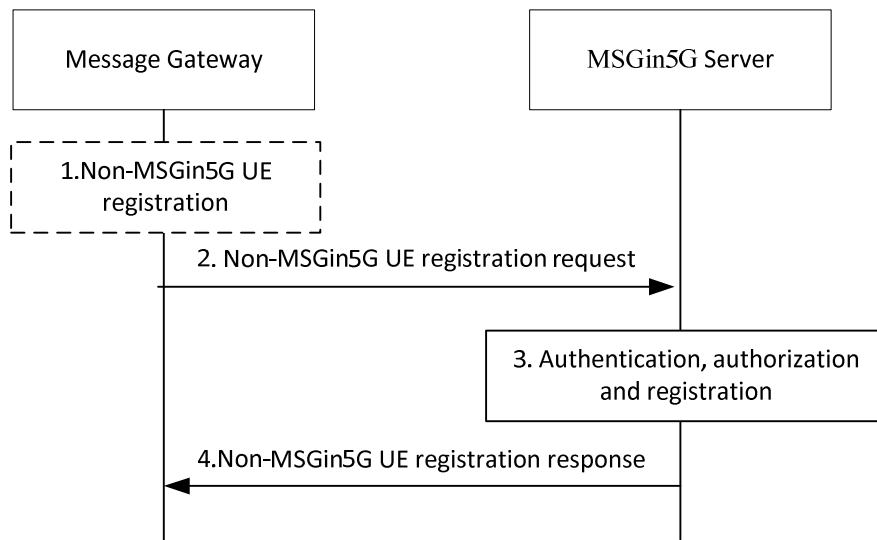 Message Gateway
MSGin5G Server
1.Non-MSGin5G UE
registration
2. Non-MSGin5G UE registration request
3. Authentication, authorization
and registration
4.Non-MSGin5G UE registration response